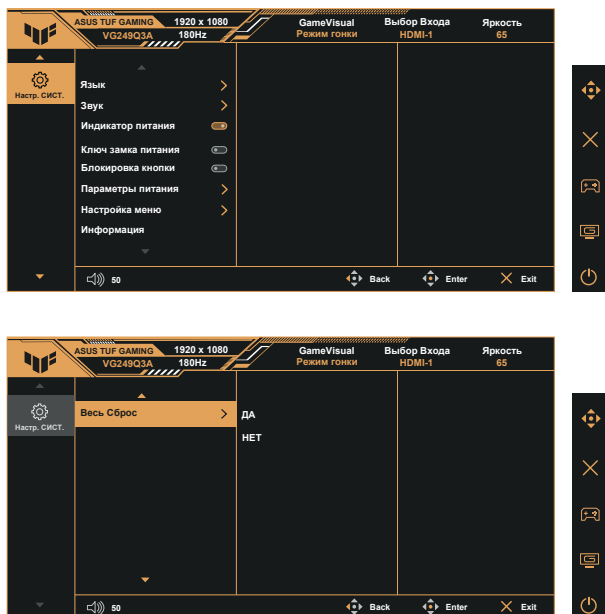 ASUS TUF GAMING 1920 x 1080 GameVisual Выбор Входа Яркость
VG249Q3A 180Hz Режим гонки HDMI-1 65
Настр. СИСТ.
Язык
Звук
Индикатор питания
Ключ замка питания
Блокировка кнопки
Параметры питания
Настройка меню
Информация
50 Back Enter Exit
ASUS TUF GAMING 1920 x 1080 GameVisual Выбор Входа Яркость
VG249Q3A 180Hz Режим гонки HDMI-1 65
Настр. СИСТ.
Весь Сброс ДА
НЕТ
50 Back Enter Exit